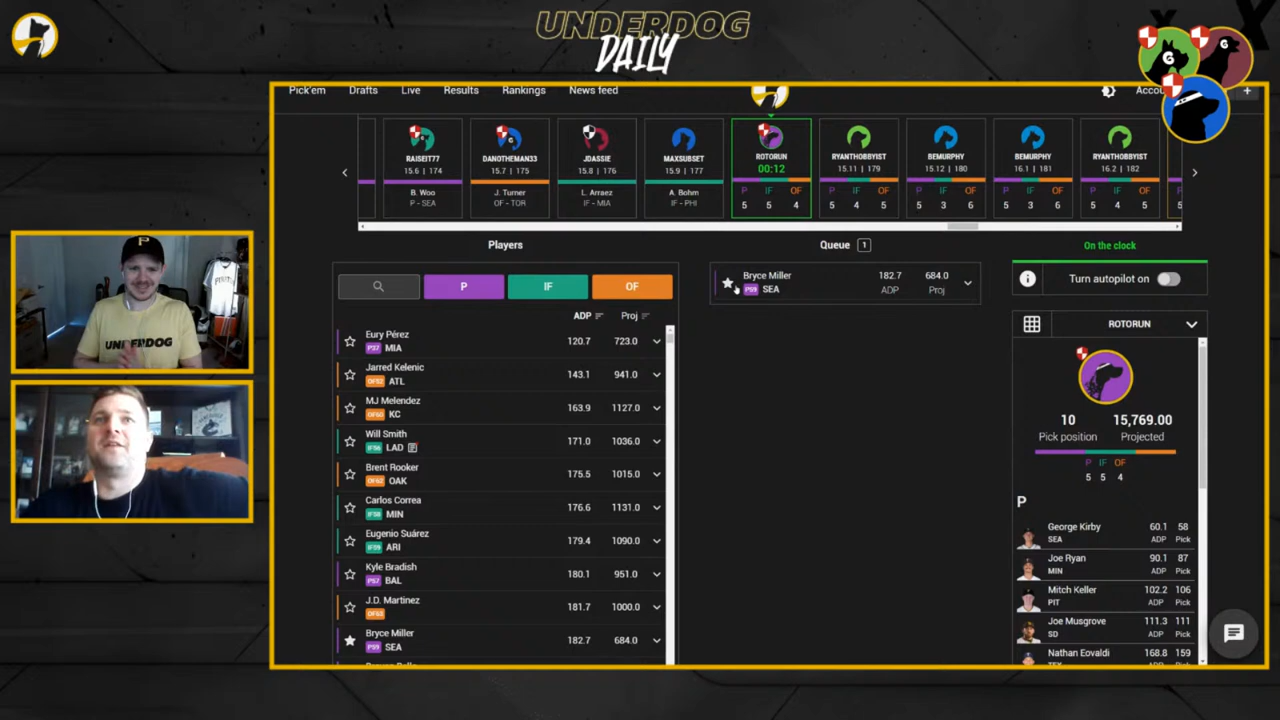 UNDERDOG
DAILY
Pick'em Drafts Live Results Rankings News feed Accou
RAISEIT77
15.6 | 174
B. Woo
P - SEA
DANOTHEMAN33
15.7 | 175
J. Turner
OF - TOR
JDASSIE
15.8 | 176
L. Arraez
IF - MIA
MAXSUBSET
15.9 | 177
A. Bohm
IF - PHI
ROTORUN
00:12
P IF OF
5 5 4
RYANTHOBBYIST
15.11 | 179
P IF OF
5 4 5
BEMURPHY
15.12 | 180
P IF OF
5 3 6
BEMURPHY
16.1 | 181
P IF OF
5 3 6
RYANTHOBBYIST
16.2 | 182
P IF OF
5 4 5
Players
P IF OF
ADP Proj
Eury Pérez
MIA
120.7 723.0
Jarred Kelenic
ATL
143.1 941.0
MJ Melendez
KC
163.9 1127.0
Will Smith
LAD
171.0 1036.0
Brent Rooker
OAK
175.5 1015.0
Carlos Correa
MIN
176.6 1131.0
Eugenio Suárez
ARI
179.4 1090.0
Kyle Bradish
BAL
180.1 951.0
J.D. Martinez
181.7 1000.0
Bryce Miller
P59 SEA
182.7 684.0
Queue 1
Bryce Miller
P59 SEA
182.7 684.0
ADP Proj
On the clock
Turn autopilot on
ROTORUN
10 15,769.00
Pick position Projected
P IF OF
5 5 4
P
George Kirby 60.1 58
SEA ADP Pick
Joe Ryan 90.1 87
MIN ADP Pick
Mitch Keller 102.2 106
PIT ADP Pick
Joe Musgrove 111.3 111
SD ADP Pick
Nathan Eovaldi 168.8 159
UNDERDOG
P